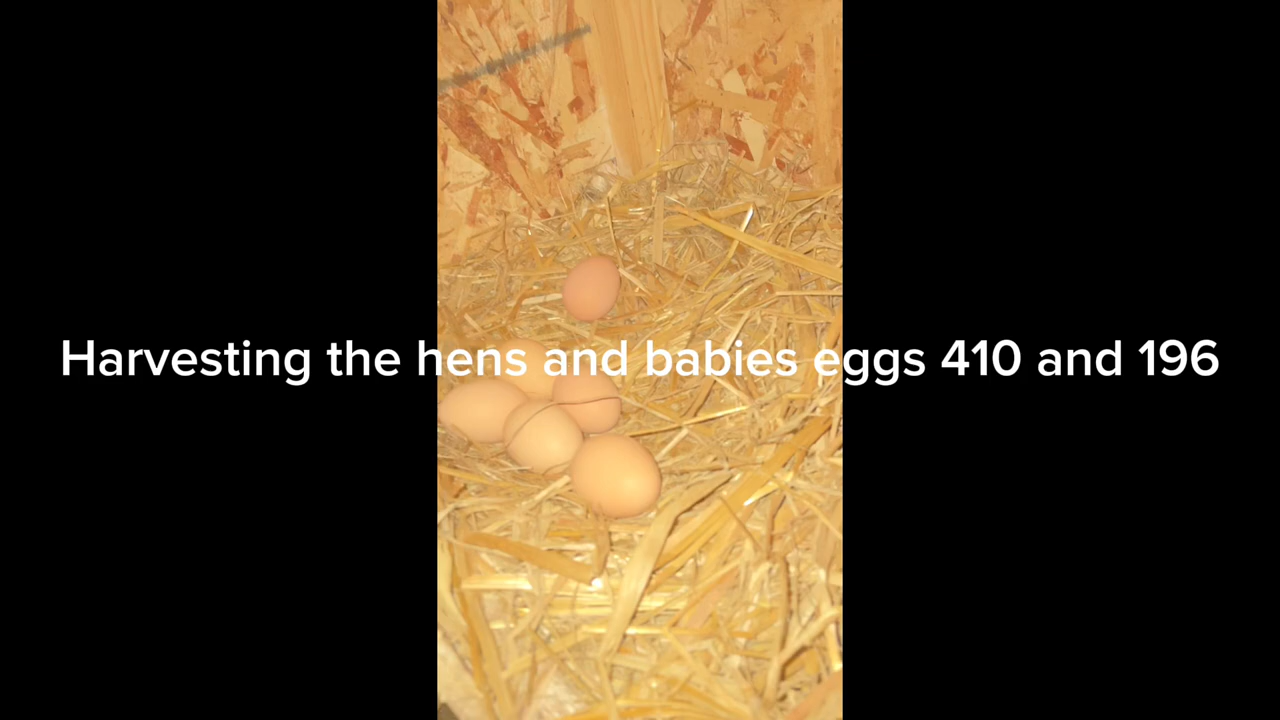 Harvesting the hens and babies eggs 410 and 196